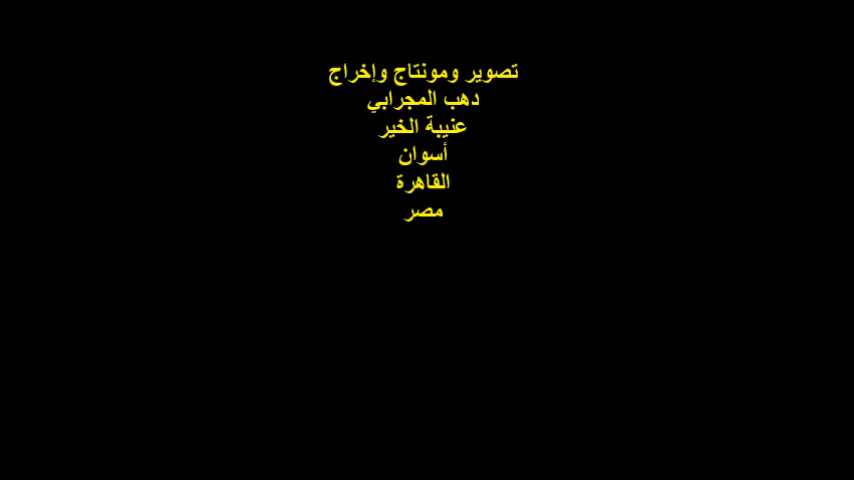 تصوير ومونتاج وإخراج
دهب المجرابي
عنيبة الخير
أسوان
القاهرة
مصر